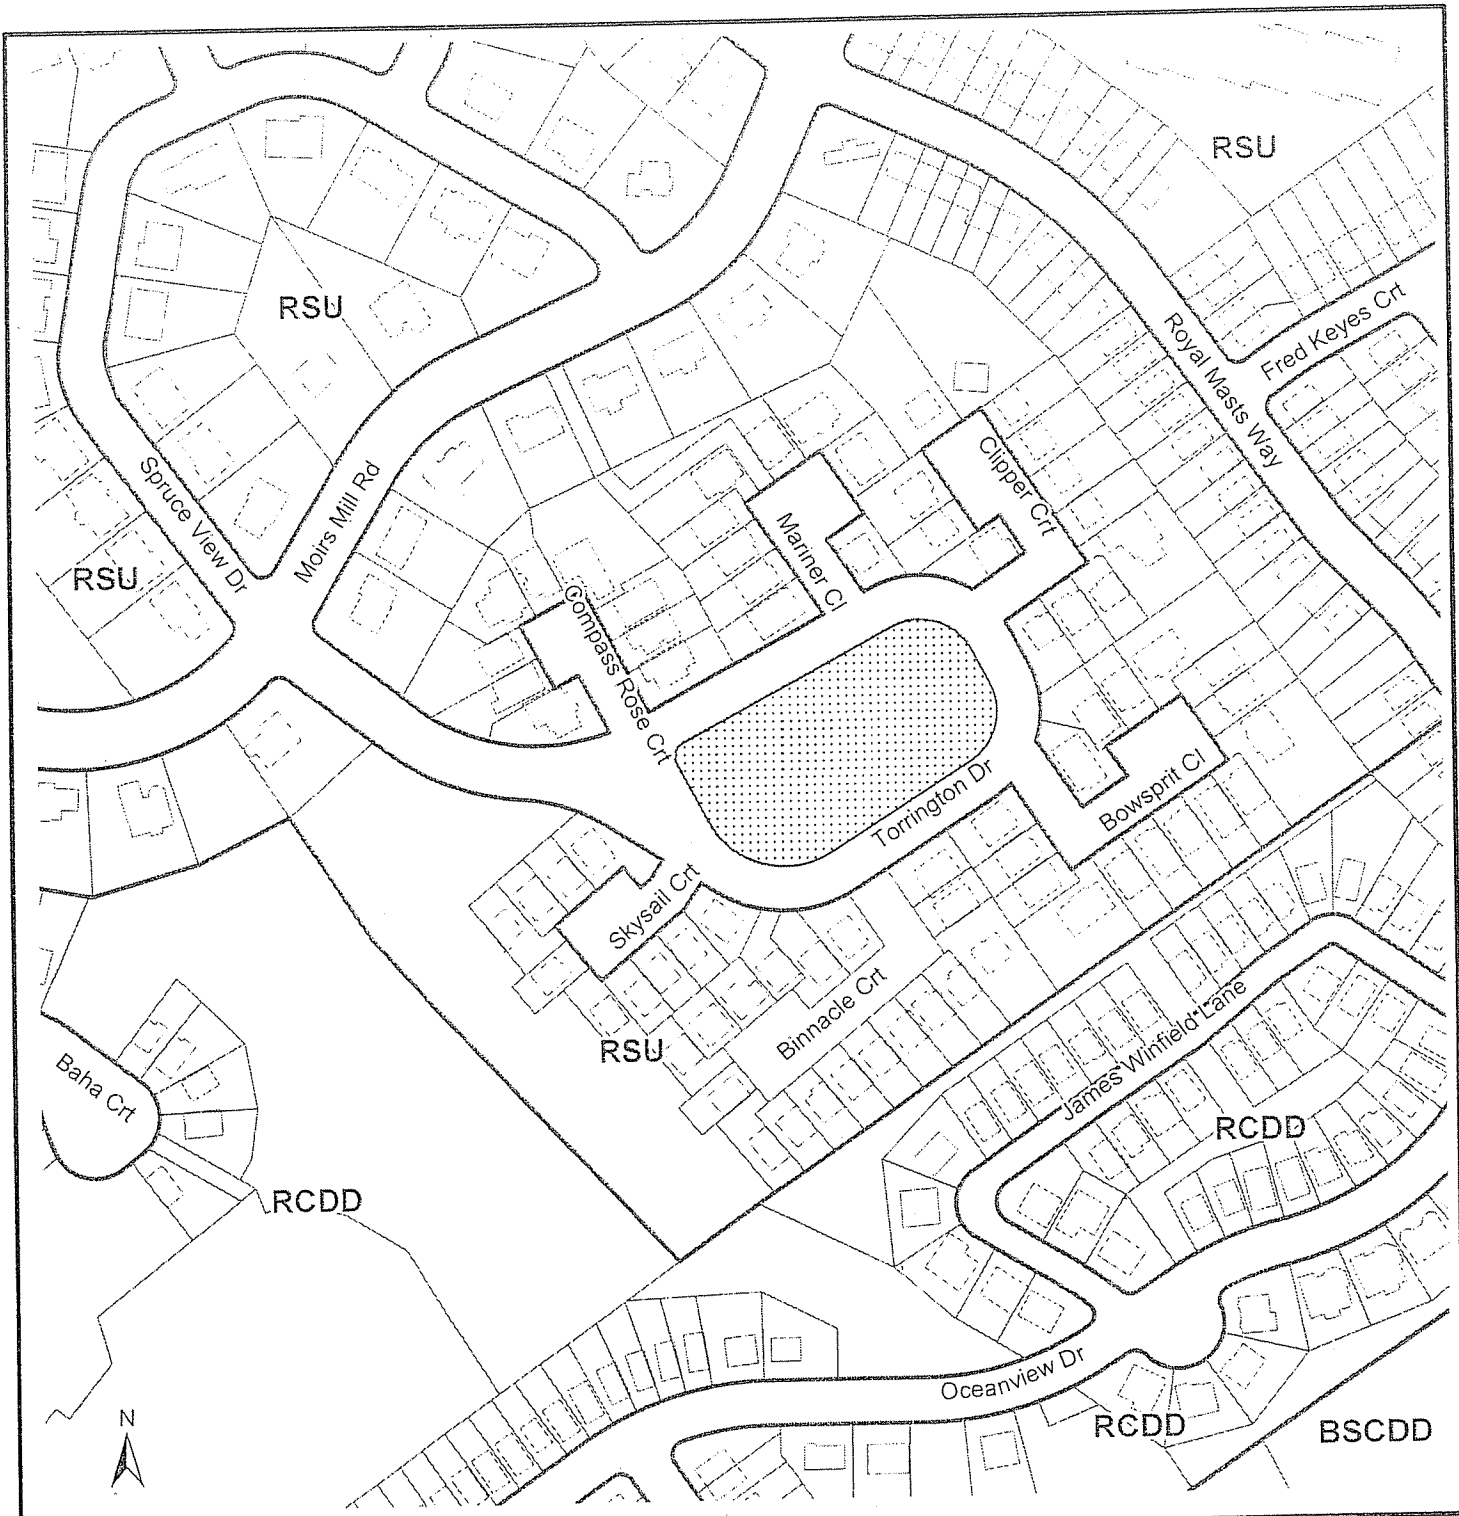 RSU
RSU
Fred Keyes Crt
Royal Masts Way
Clipper Crt
Spruce View Dr
Moirs Mill Rd
Mariner Cl
RSU
Compass Rose Crt
Torrington Dr
Bowsprit Cl
Skysail Crt
Binnacle Crt
RSU
James Winfield Lane
Baha Crt
RCDD
RCDD
Oceanview Dr
RCDD
BSCDD
N